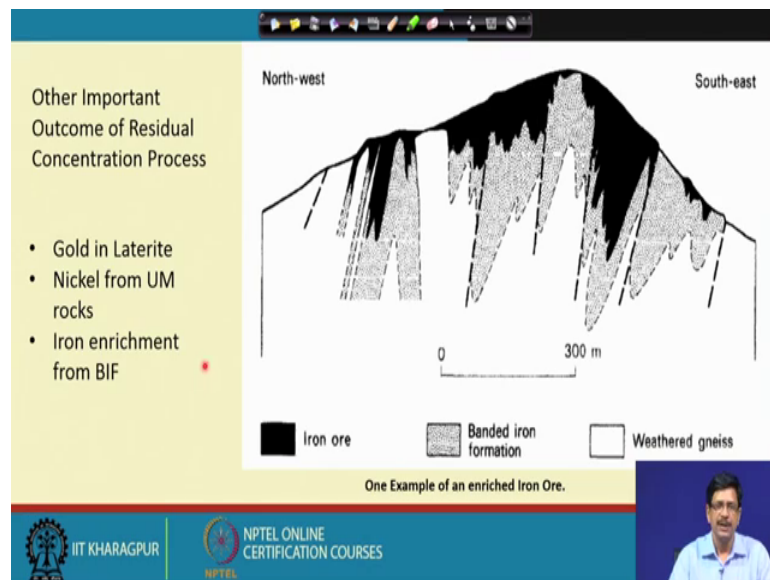 Other Important
Outcome of Residual
Concentration Process
• Gold in Laterite
• Nickel from UM
rocks
• Iron enrichment
from BIF
North-west
South-east
0
300 m
Iron ore
Banded iron
formation
Weathered gneiss
One Example of an enriched Iron Ore.
IIT KHARAGPUR
NPTEL ONLINE
CERTIFICATION COURSES
NPTEL